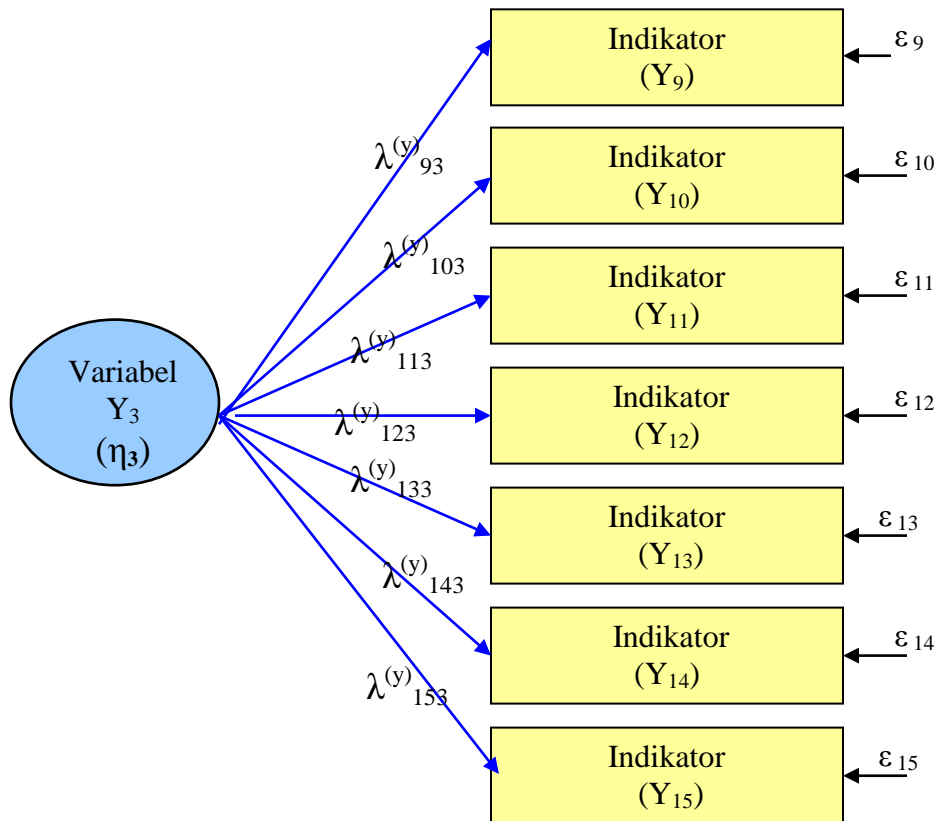 Indikator
(Y₉)
ε 9
λ⁽ʸ⁾93
Indikator
(Y₁₀)
ε 10
λ⁽ʸ⁾103
Indikator
(Y₁₁)
ε 11
λ⁽ʸ⁾113
Variabel
Y₃
(η₃)
Indikator
(Y₁₂)
ε 12
λ⁽ʸ⁾123
Indikator
(Y₁₃)
ε 13
λ⁽ʸ⁾133
Indikator
(Y₁₄)
ε 14
λ⁽ʸ⁾143
Indikator
(Y₁₅)
ε 15
λ⁽ʸ⁾153